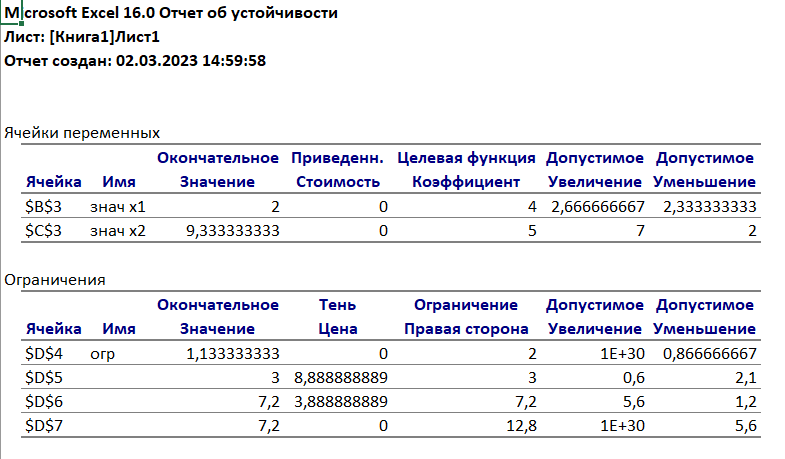 Microsoft Excel 16.0 Отчет об устойчивости
Лист: [Книга1]Лист1
Отчет создан: 02.03.2023 14:59:58
Ячейки переменных
Окончательное Приведенн. Целевая функция Допустимое Допустимое
Ячейка Имя Значение Стоимость Коэффициент Увеличение Уменьшение
$B$3 знач x1 2 0 4 2,666666667 2,333333333
$C$3 знач x2 9,333333333 0 5 7 2
Ограничения
Окончательное Тень Ограничение Допустимое Допустимое
Ячейка Имя Значение Цена Правая сторона Увеличение Уменьшение
$D$4 огр 1,133333333 0 2 1E+30 0,866666667
$D$5 3 8,888888889 3 0,6 2,1
$D$6 7,2 3,888888889 7,2 5,6 1,2
$D$7 7,2 0 12,8 1E+30 5,6